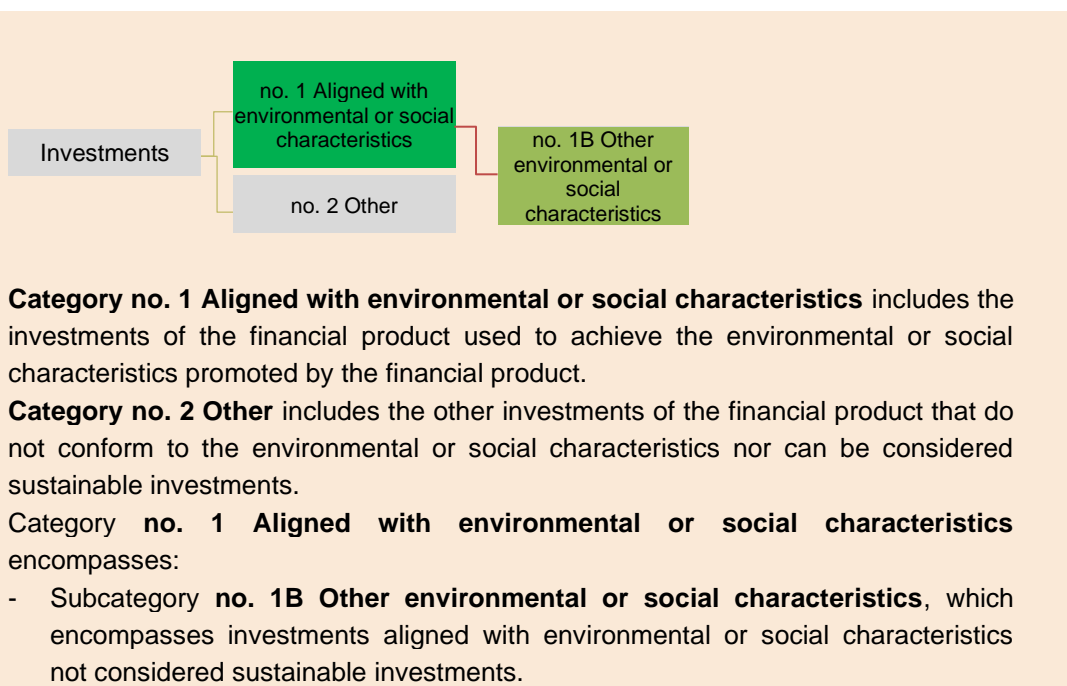 no. 1 Aligned with
environmental or social
characteristics
Investments
no. 2 Other
no. 1B Other
environmental or
social
characteristics
Category no. 1 Aligned with environmental or social characteristics includes the
investments of the financial product used to achieve the environmental or social
characteristics promoted by the financial product.
Category no. 2 Other includes the other investments of the financial product that do
not conform to the environmental or social characteristics nor can be considered
sustainable investments.
Category no. 1 Aligned with environmental or social characteristics
encompasses:
- Subcategory no. 1B Other environmental or social characteristics, which
encompasses investments aligned with environmental or social characteristics
not considered sustainable investments.